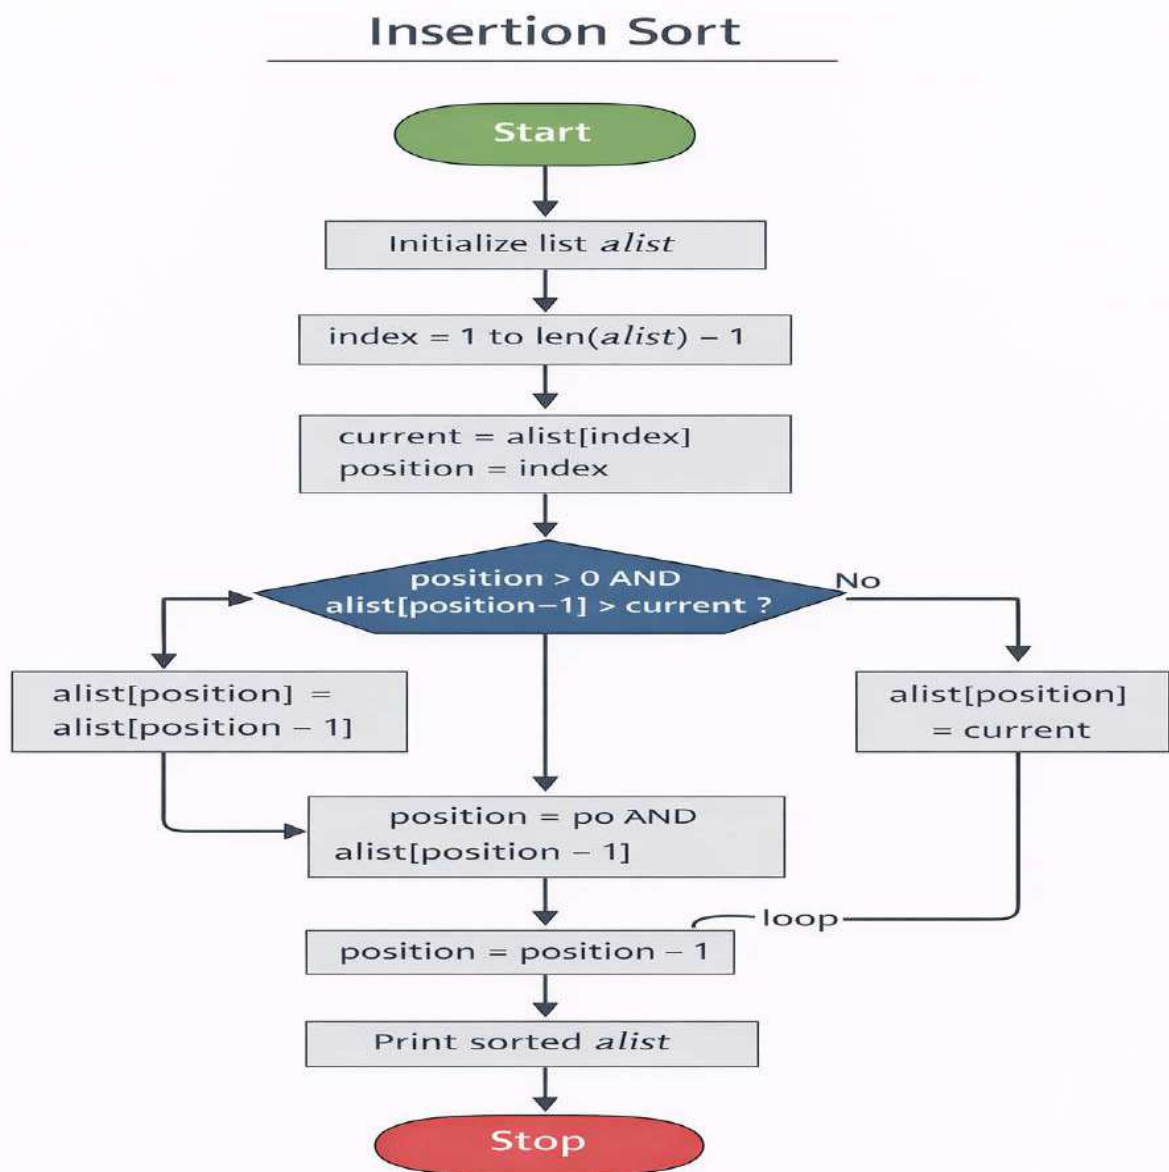 Insertion Sort
Start
Initialize list alist
index = 1 to len(alist) – 1
current = alist[index]
position = index
position > 0 AND
alist[position−1] > current ?
No
alist[position] =
alist[position – 1]
alist[position]
= current
position = po AND
alist[position – 1]
loop
position = position – 1
Print sorted alist
Stop